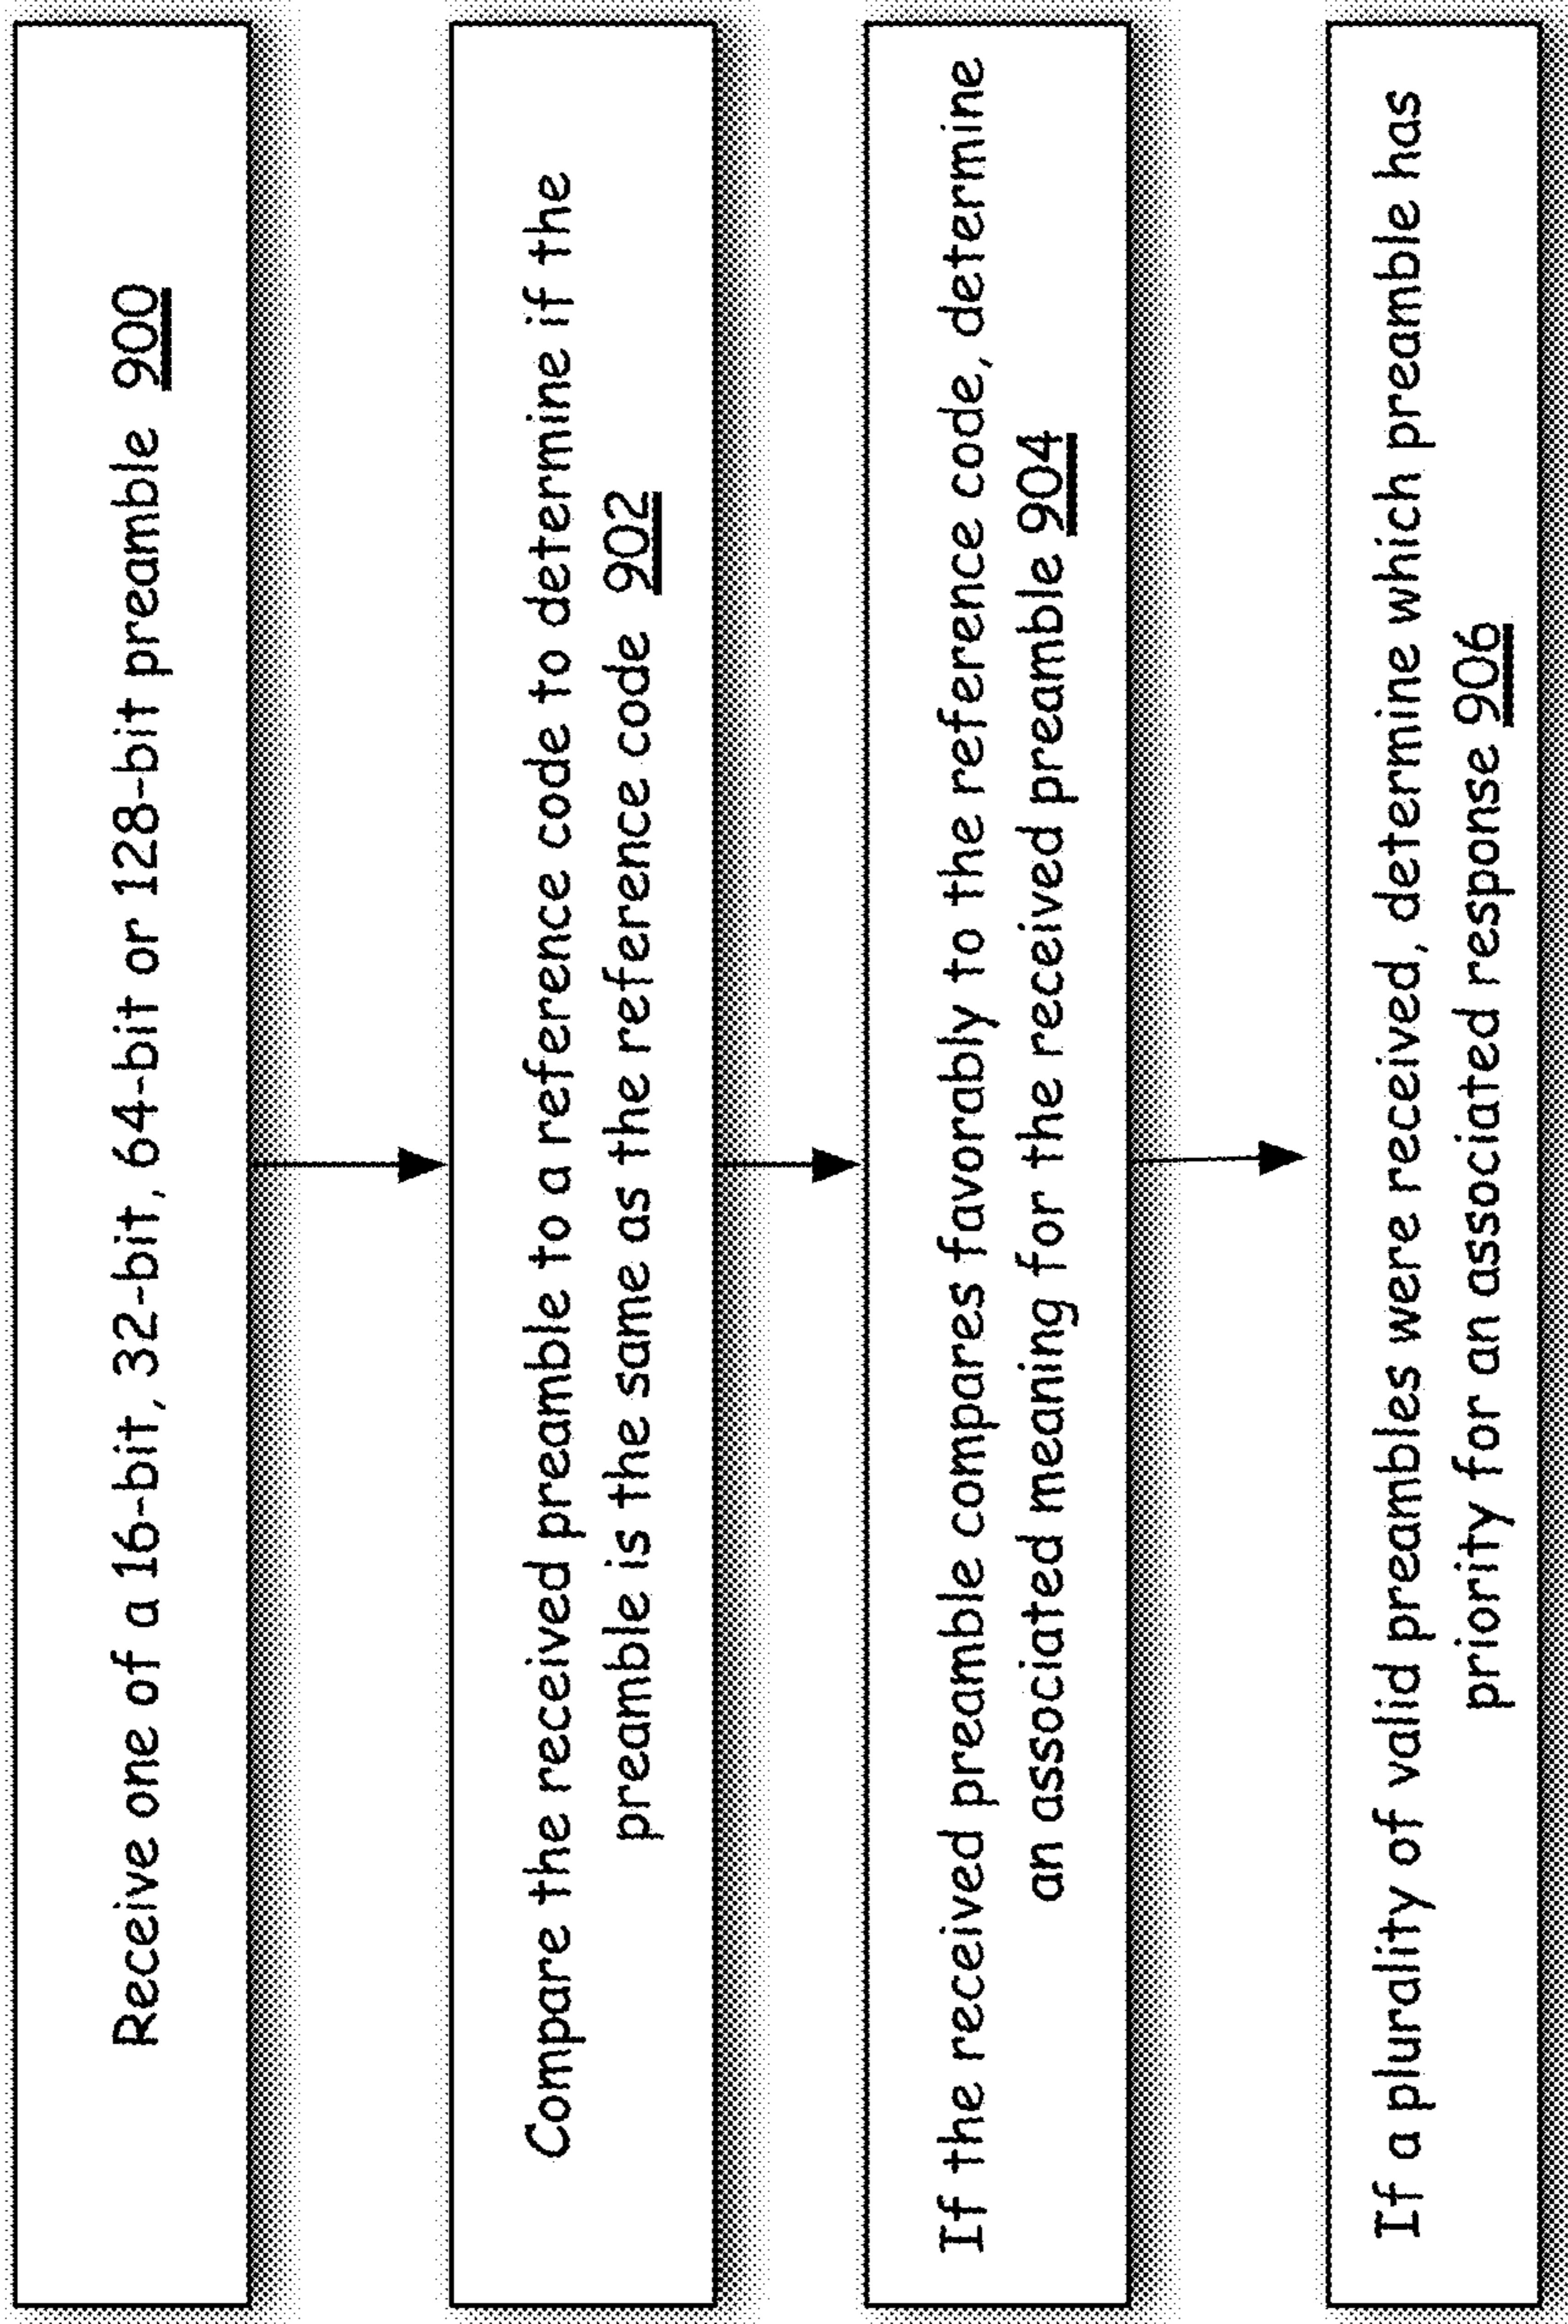 Receive one of a 16-bit, 32-bit, 64-bit or 128-bit preamble 900
Compare the received preamble to a reference code to determine if the
preamble is the same as the reference code 902
If the received preamble compares favorably to the reference code, determine
an associated meaning for the received preamble 904
If a plurality of valid preambles were received, determine which preamble has
priority for an associated response 906